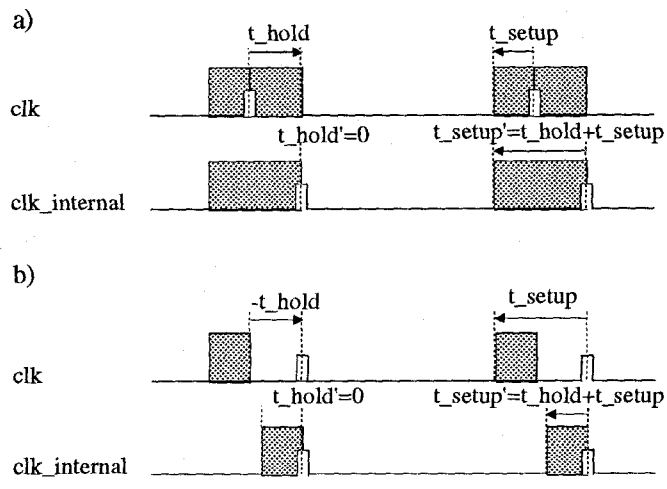 a)
t_hold
t_setup
clk
t_hold'=0
t_setup'=t_hold+t_setup
clk_internal
b)
-t_hold
t_setup
clk
t_hold'=0
t_setup'=t_hold+t_setup
clk_internal